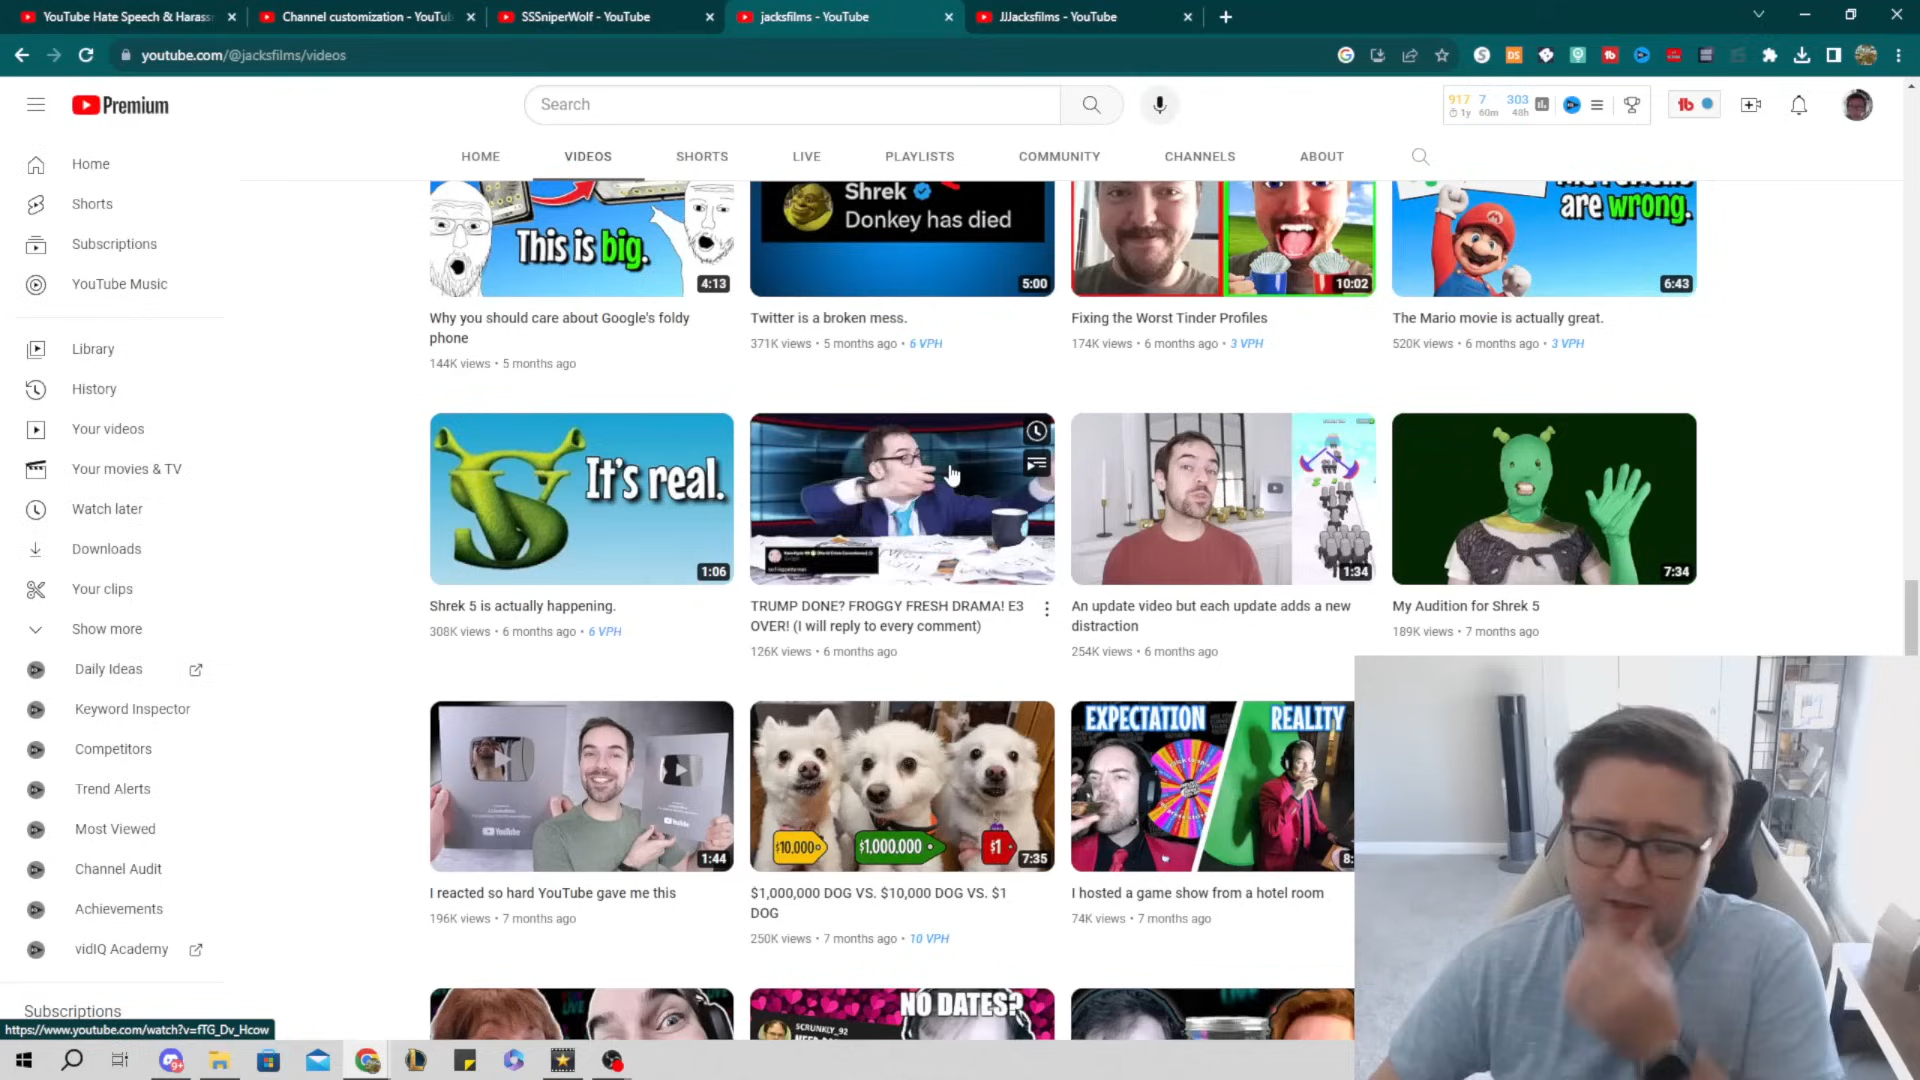 YouTube Hate Speech & Harass
Channel customization - YouTub
SSSniperWolf - YouTube
jacksfilms - YouTube
JJJacksfilms - YouTube
youtube.com/@jacksfilms/videos
Premium
Search
917 7 303
1y 60m 48h
HOME VIDEOS SHORTS LIVE PLAYLISTS COMMUNITY CHANNELS ABOUT
Home
Shorts
Subscriptions
YouTube Music
Library
History
Your videos
Your movies & TV
Watch later
Downloads
Your clips
Show more
Daily Ideas
Keyword Inspector
Competitors
Trend Alerts
Most Viewed
Channel Audit
Achievements
vidIQ Academy
Subscriptions
https://www.youtube.com/watch?v=fTG_Dv_Hcow
This is big.
4:13
Why you should care about Google's foldy
phone
144K views • 5 months ago
Shrek
Donkey has died
5:00
Twitter is a broken mess.
371K views • 5 months ago • 6 VPH
10:02
Fixing the Worst Tinder Profiles
174K views • 6 months ago • 3 VPH
are wrong.
6:43
The Mario movie is actually great.
520K views • 6 months ago • 3 VPH
It's real.
1:06
Shrek 5 is actually happening.
308K views • 6 months ago • 6 VPH
TRUMP DONE? FROGGY FRESH DRAMA! E3
OVER! (I will reply to every comment)
126K views • 6 months ago
1:34
An update video but each update adds a new
distraction
254K views • 6 months ago
7:34
My Audition for Shrek 5
189K views • 7 months ago
YouTube
YouTube
1:44
I reacted so hard YouTube gave me this
196K views • 7 months ago
$10,000
$1,000,000
$1
7:35
$1,000,000 DOG VS. $10,000 DOG VS. $1
DOG
250K views • 7 months ago • 10 VPH
EXPECTATION
REALITY
8:
I hosted a game show from a hotel room
74K views • 7 months ago
NO DATES?
SCRUNKLY_92